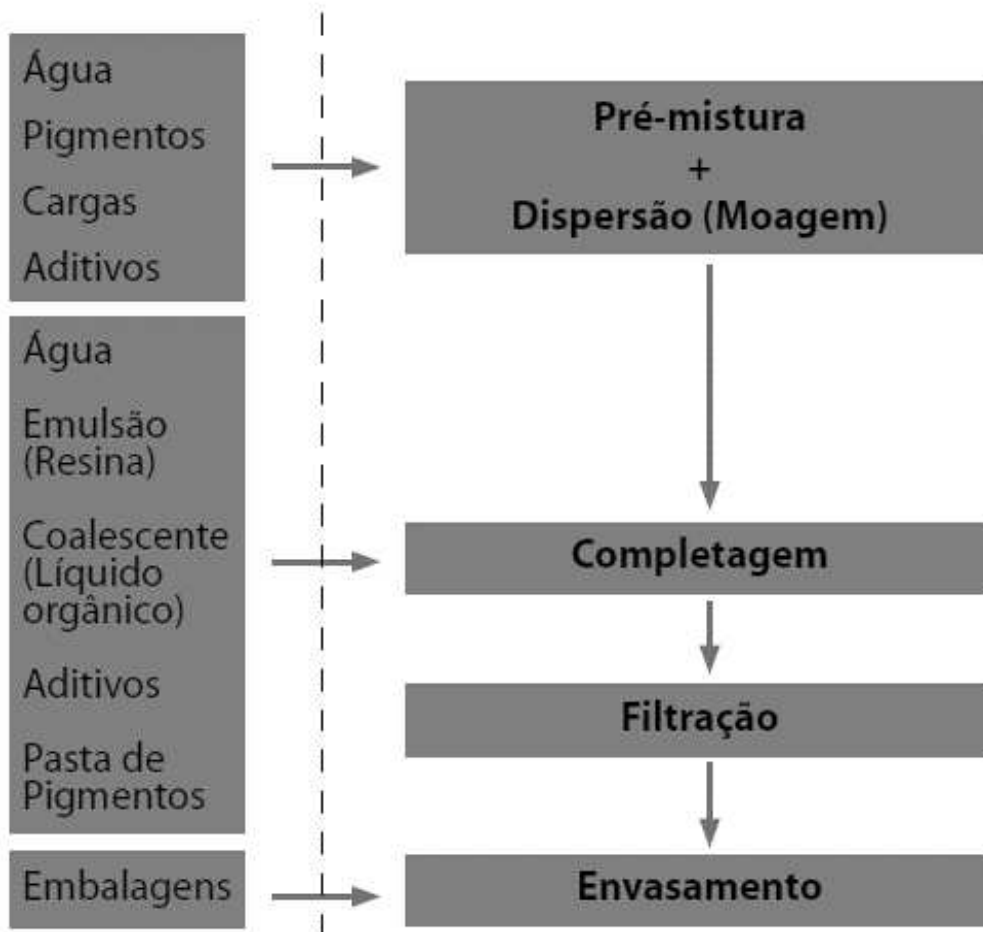 Água
Pigmentos
Cargas
Aditivos
Pré-mistura
+
Dispersão (Moagem)
Água
Emulsão
(Resina)
Coalescente
(Líquido
orgânico)
Aditivos
Pasta de
Pigmentos
Completagem
Filtração
Embalagens
Envasamento